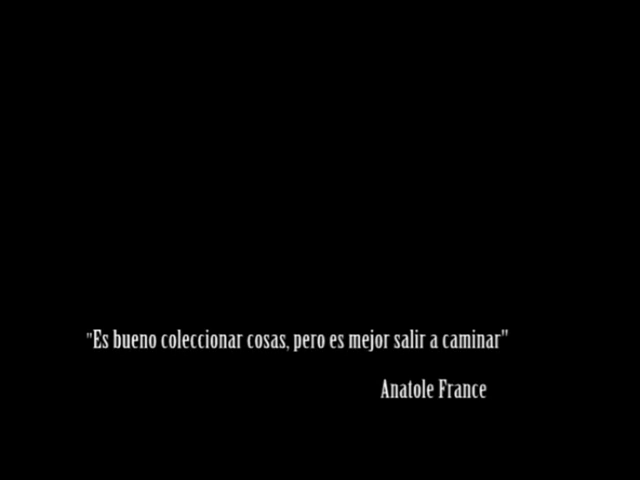 "Es bueno coleccionar cosas, pero es mejor salir a caminar"
Anatole France